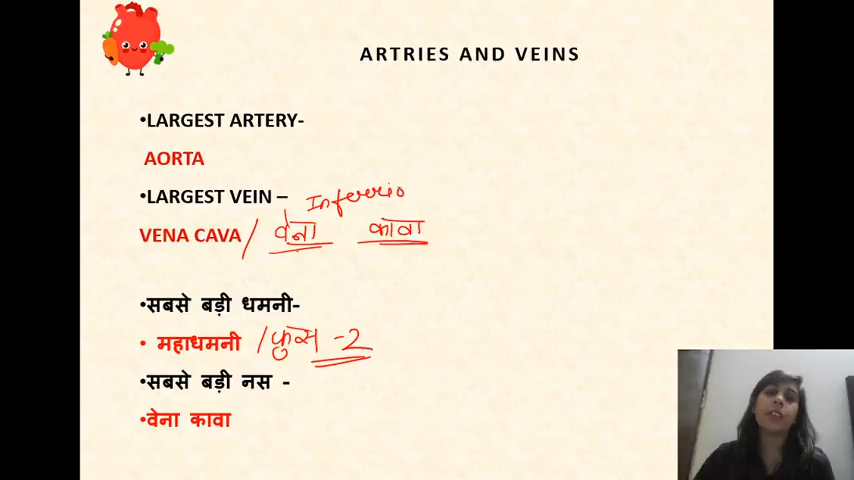 ARTRIES AND VEINS
•LARGEST ARTERY-
AORTA
•LARGEST VEIN – Inferrio
VENA CAVA / वेना कावा
•सबसे बड़ी धमनी-
• महाधमनी / -2
•सबसे बड़ी नस -
•वेना कावा